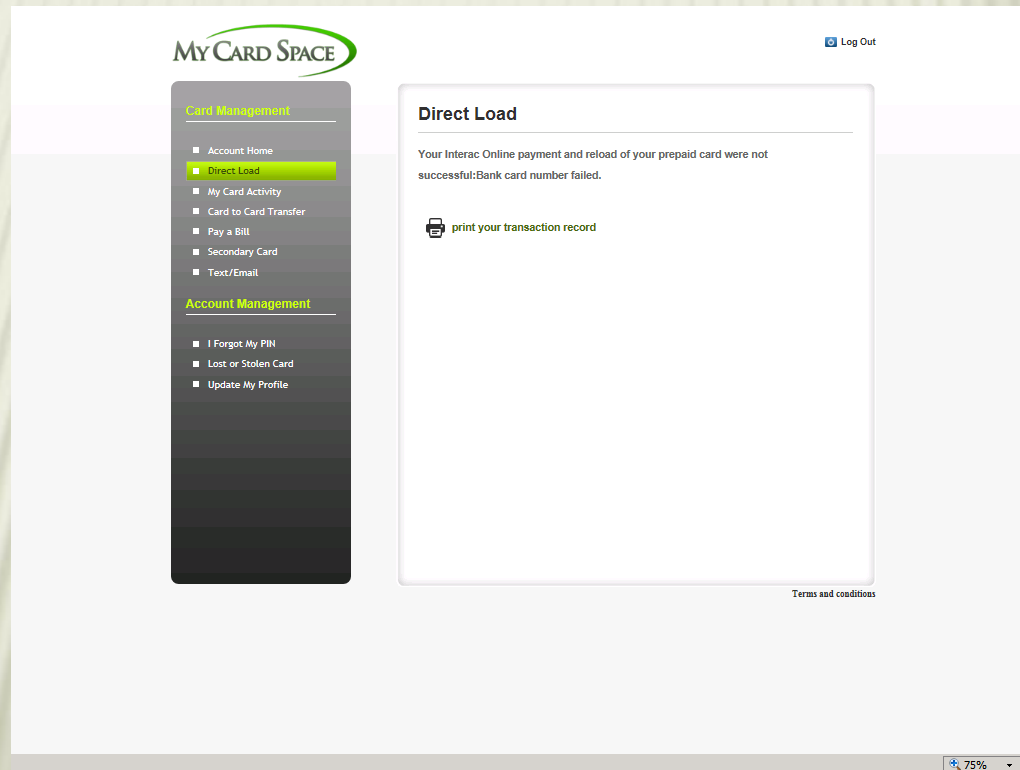 MY CARD SPACE
Log Out
Card Management
Account Home
Direct Load
My Card Activity
Card to Card Transfer
Pay a Bill
Secondary Card
Text/Email
Account Management
I Forgot My PIN
Lost or Stolen Card
Update My Profile
Direct Load
Your Interac Online payment and reload of your prepaid card were not
successful:Bank card number failed.
print your transaction record
Terms and conditions
75%